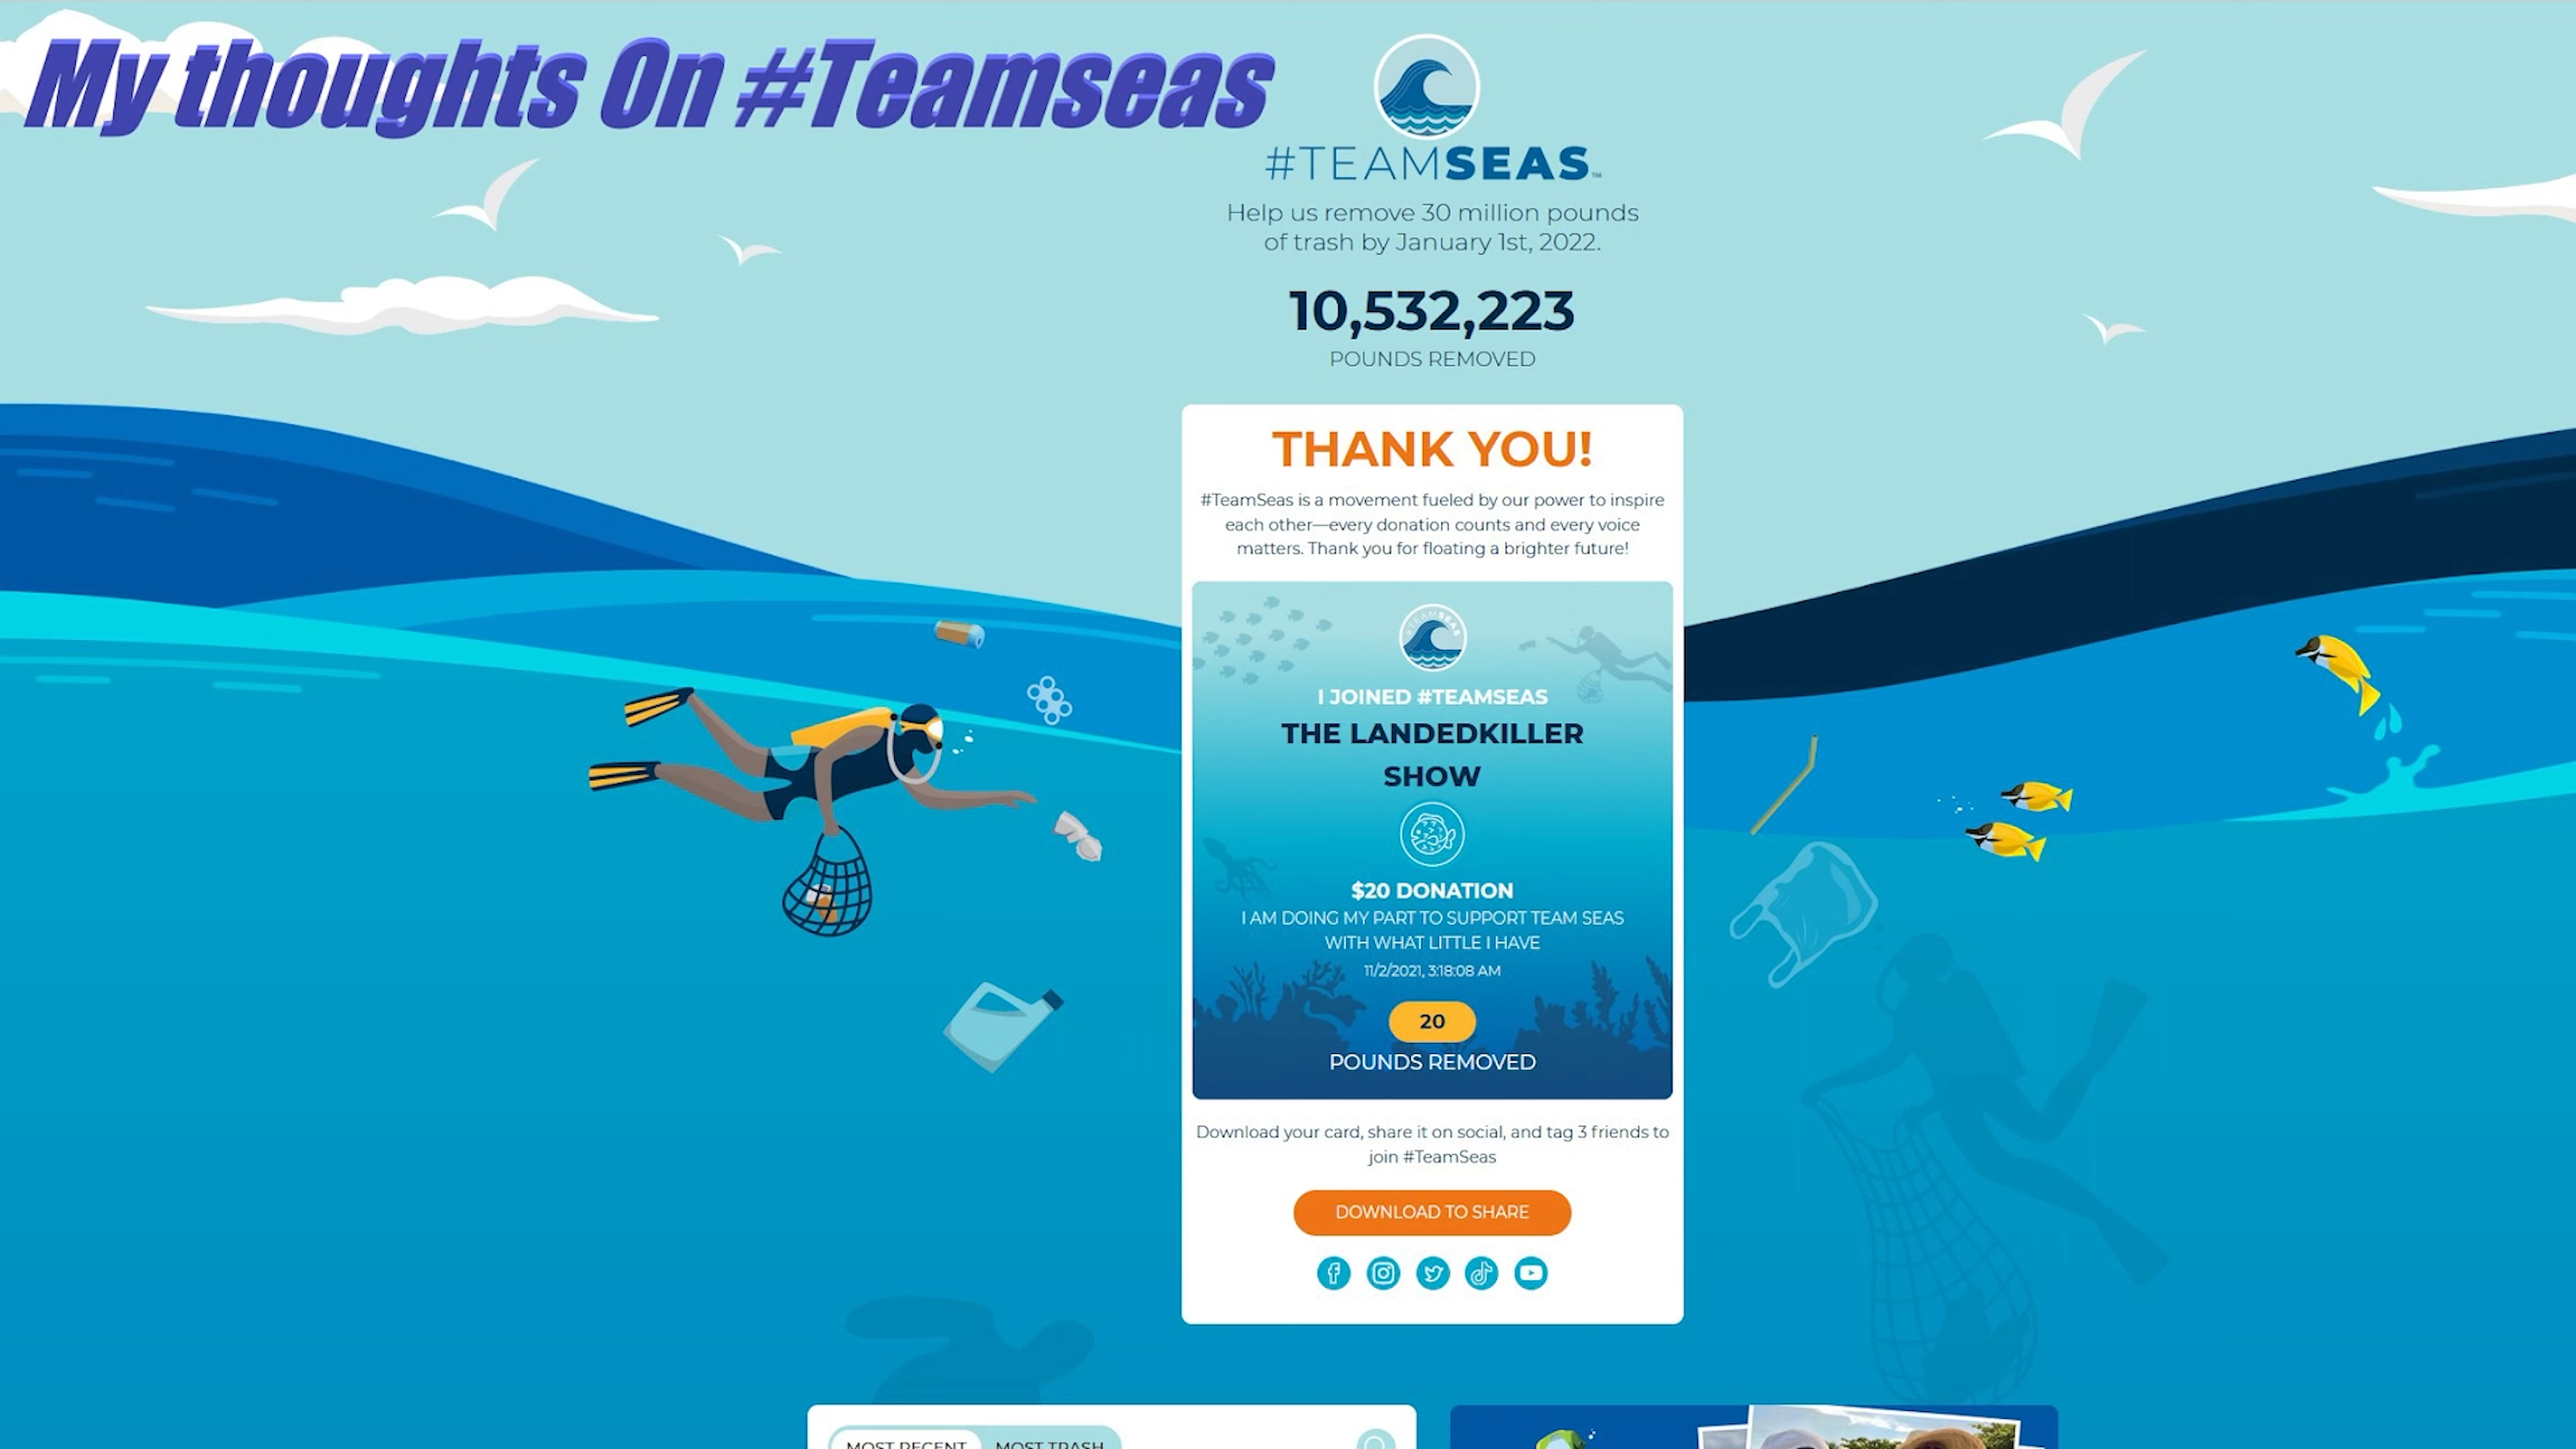 My thoughts On #Teamseas
#TEAMSEAS™
Help us remove 30 million pounds
of trash by January 1st, 2022.
10,532,223
POUNDS REMOVED
THANK YOU!
#TeamSeas is a movement fueled by our power to inspire
each other—every donation counts and every voice
matters. Thank you for floating a brighter future!
I JOINED #TEAMSEAS
THE LANDEDKILLER
SHOW
$20 DONATION
I AM DOING MY PART TO SUPPORT TEAM SEAS
WITH WHAT LITTLE I HAVE
11/2/2021, 3:18:08 AM
20
POUNDS REMOVED
Download your card, share it on social, and tag 3 friends to
join #TeamSeas
DOWNLOAD TO SHARE
MOST RECENT MOST TRASH